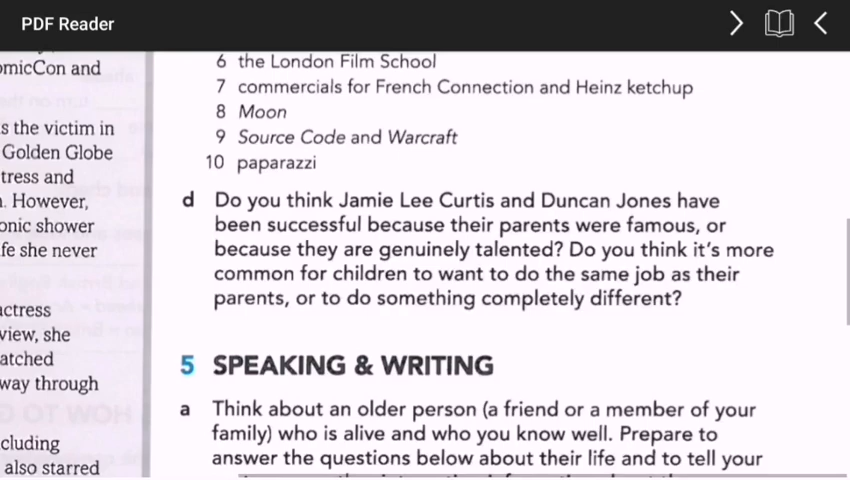 PDF Reader
omicCon and
s the victim in
Golden Globe
tress and
. However,
onic shower
fe she never
actress
view, she
atched
way through
cluding
also starred
6 the London Film School
7 commercials for French Connection and Heinz ketchup
8 Moon
9 Source Code and Warcraft
10 paparazzi
d Do you think Jamie Lee Curtis and Duncan Jones have
been successful because their parents were famous, or
because they are genuinely talented? Do you think it's more
common for children to want to do the same job as their
parents, or to do something completely different?
5 SPEAKING & WRITING
a Think about an older person (a friend or a member of your
family) who is alive and who you know well. Prepare to
answer the questions below about their life and to tell your